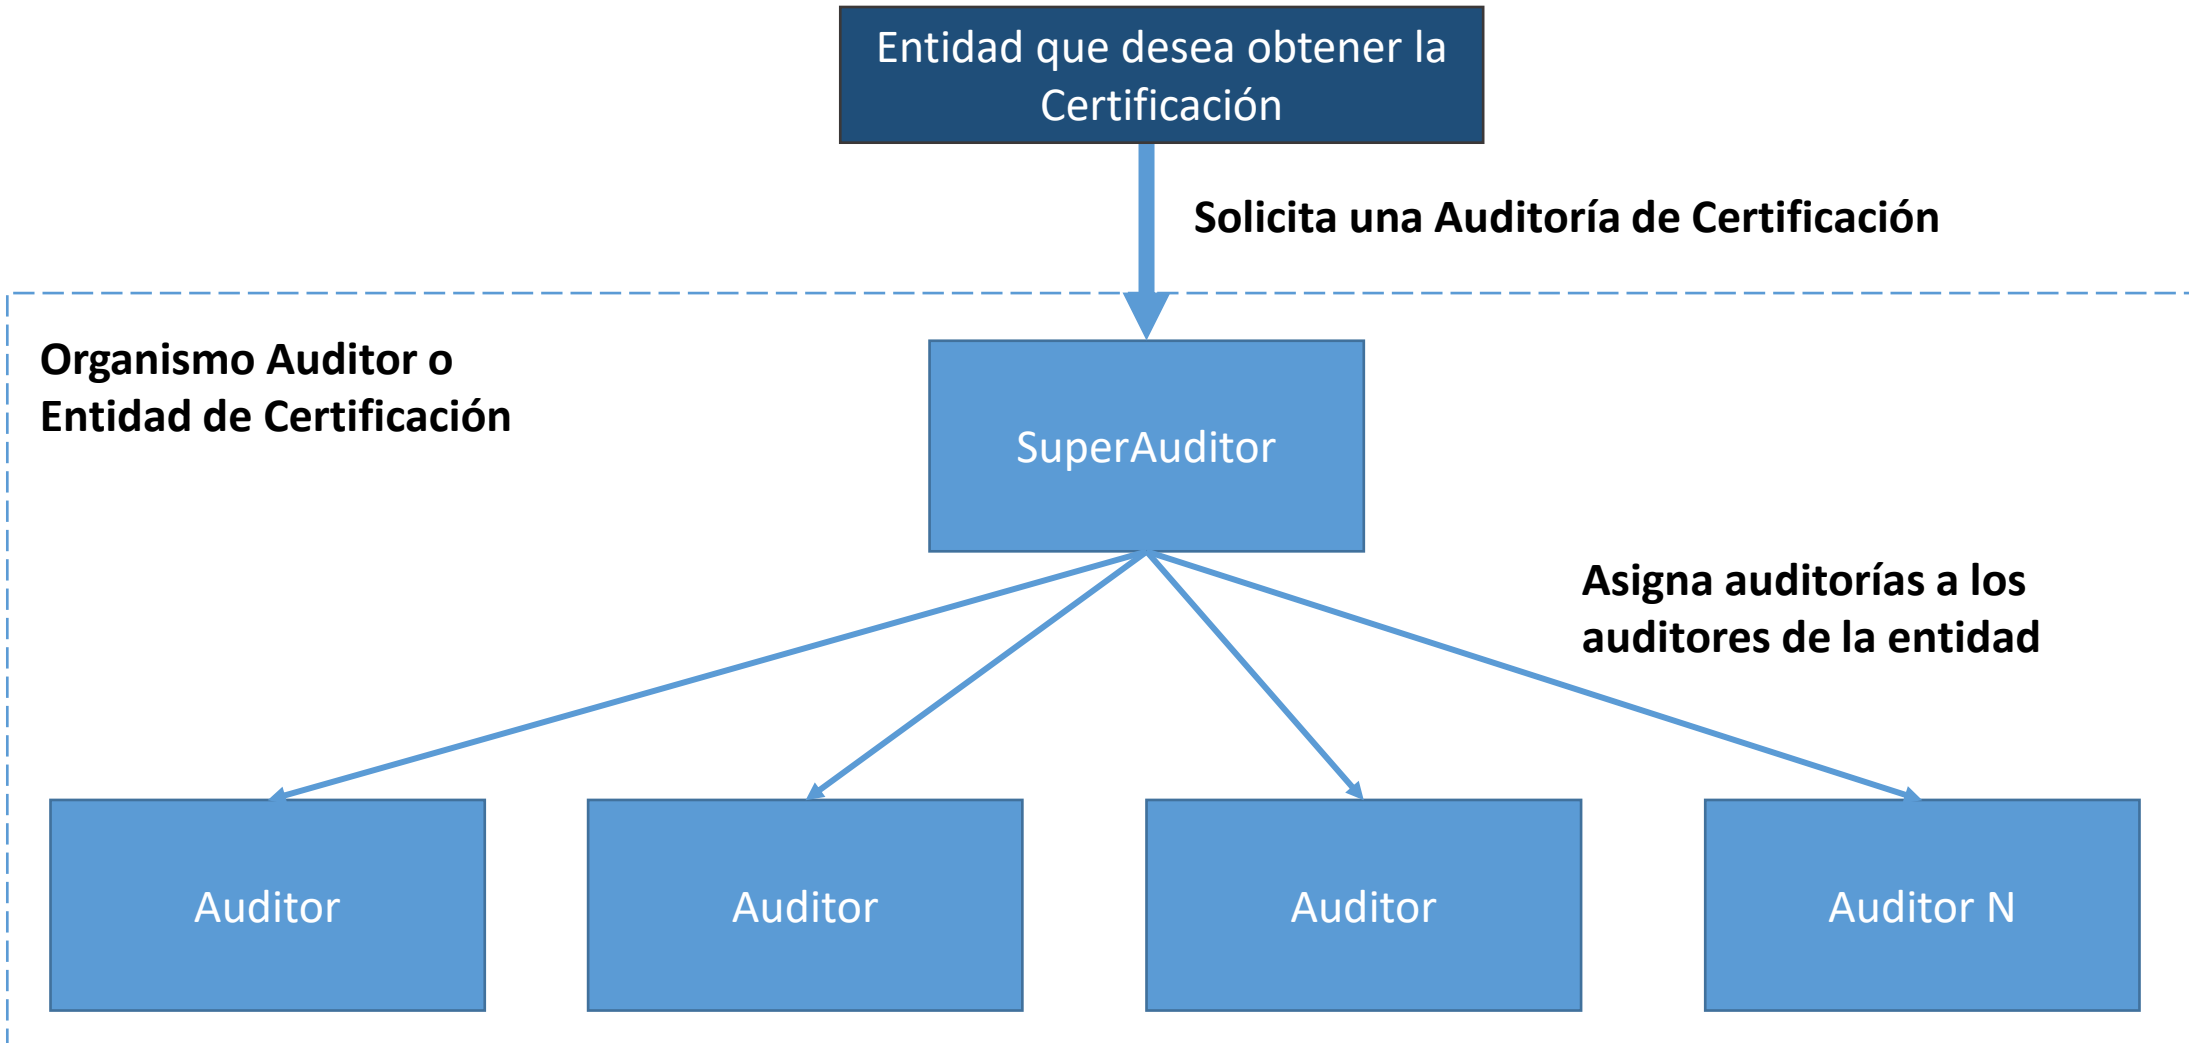 Entidad que desea obtener la
Certificación
Solicita una Auditoría de Certificación
Organismo Auditor o
Entidad de Certificación
SuperAuditor
Asigna auditorías a los
auditores de la entidad
Auditor
Auditor
Auditor
Auditor N